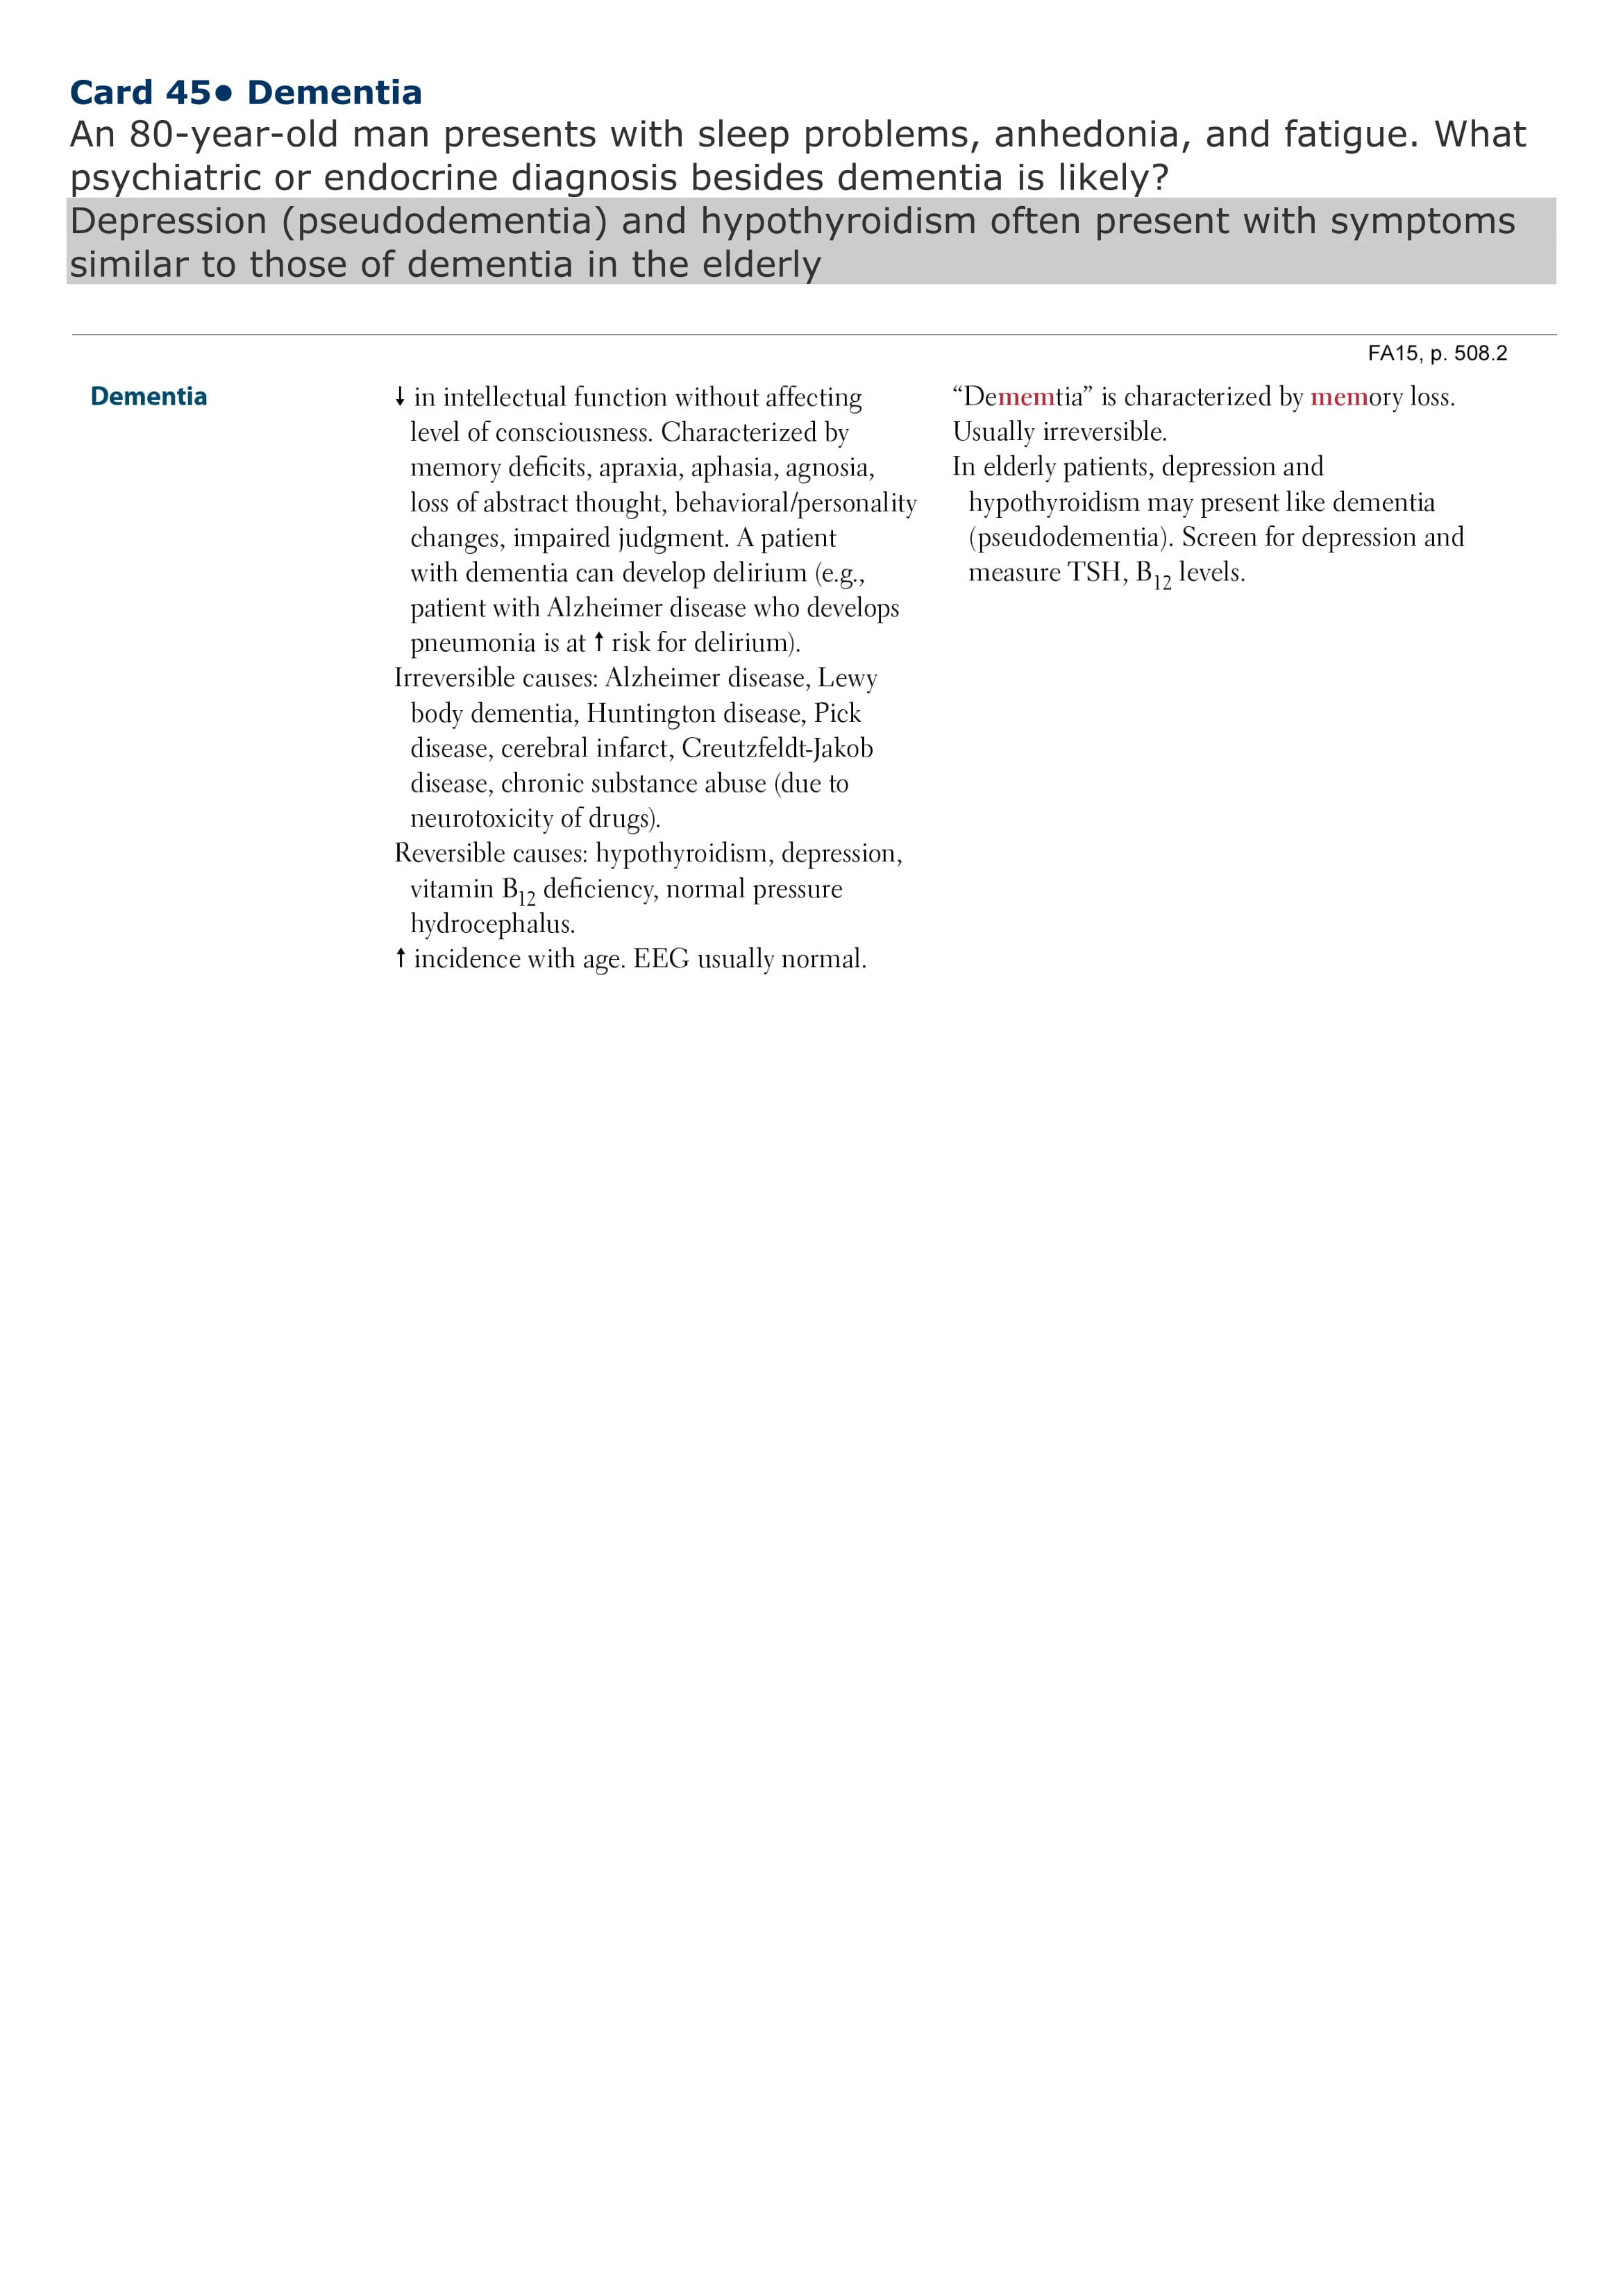 Card 45● Dementia
An 80-year-old man presents with sleep problems, anhedonia, and fatigue. What
psychiatric or endocrine diagnosis besides dementia is likely?
Depression (pseudodementia) and hypothyroidism often present with symptoms
similar to those of dementia in the elderly
FA15, p. 508.2
Dementia
↓ in intellectual function without affecting
level of consciousness. Characterized by
memory deficits, apraxia, aphasia, agnosia,
loss of abstract thought, behavioral/personality
changes, impaired judgment. A patient
with dementia can develop delirium (e.g.,
patient with Alzheimer disease who develops
pneumonia is at ↑ risk for delirium).
Irreversible causes: Alzheimer disease, Lewy
body dementia, Huntington disease, Pick
disease, cerebral infarct, Creutzfeldt-Jakob
disease, chronic substance abuse (due to
neurotoxicity of drugs).
Reversible causes: hypothyroidism, depression,
vitamin B12 deficiency, normal pressure
hydrocephalus.
↑ incidence with age. EEG usually normal.
“Dememtia” is characterized by memory loss.
Usually irreversible.
In elderly patients, depression and
hypothyroidism may present like dementia
(pseudodementia). Screen for depression and
measure TSH, B12 levels.